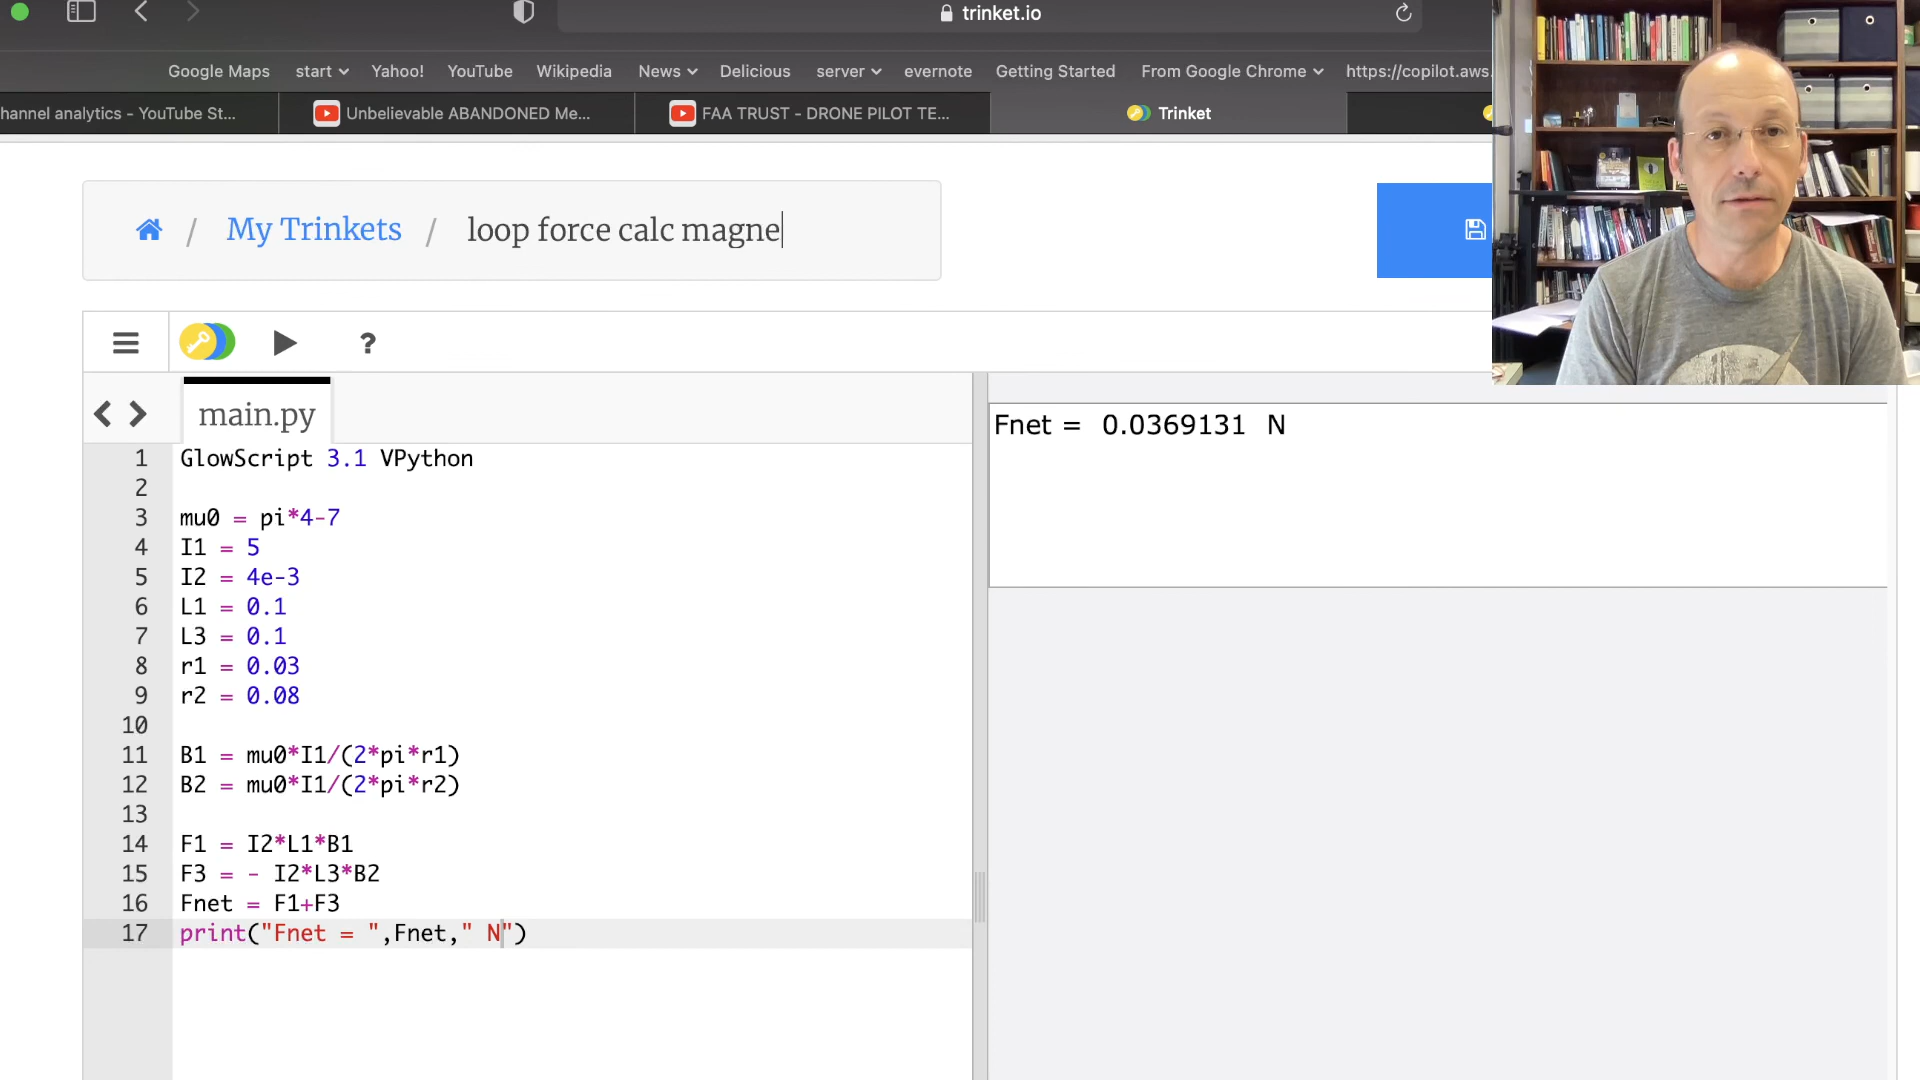 trinket.io
Google Maps start Yahoo! YouTube Wikipedia News Delicious server evernote Getting Started From Google Chrome https://copilot.aws.
hannel analytics - YouTube St... Unbelievable ABANDONED Me... FAA TRUST - DRONE PILOT TE... Trinket
/ My Trinkets / loop force calc magne
?
main.py
1 GlowScript 3.1 VPython
2
3 mu0 = pi*4-7
4 I1 = 5
5 I2 = 4e-3
6 L1 = 0.1
7 L3 = 0.1
8 r1 = 0.03
9 r2 = 0.08
10
11 B1 = mu0*I1/(2*pi*r1)
12 B2 = mu0*I1/(2*pi*r2)
13
14 F1 = I2*L1*B1
15 F3 = - I2*L3*B2
16 Fnet = F1+F3
17 print("Fnet = ",Fnet," N")
Fnet = 0.0369131 N